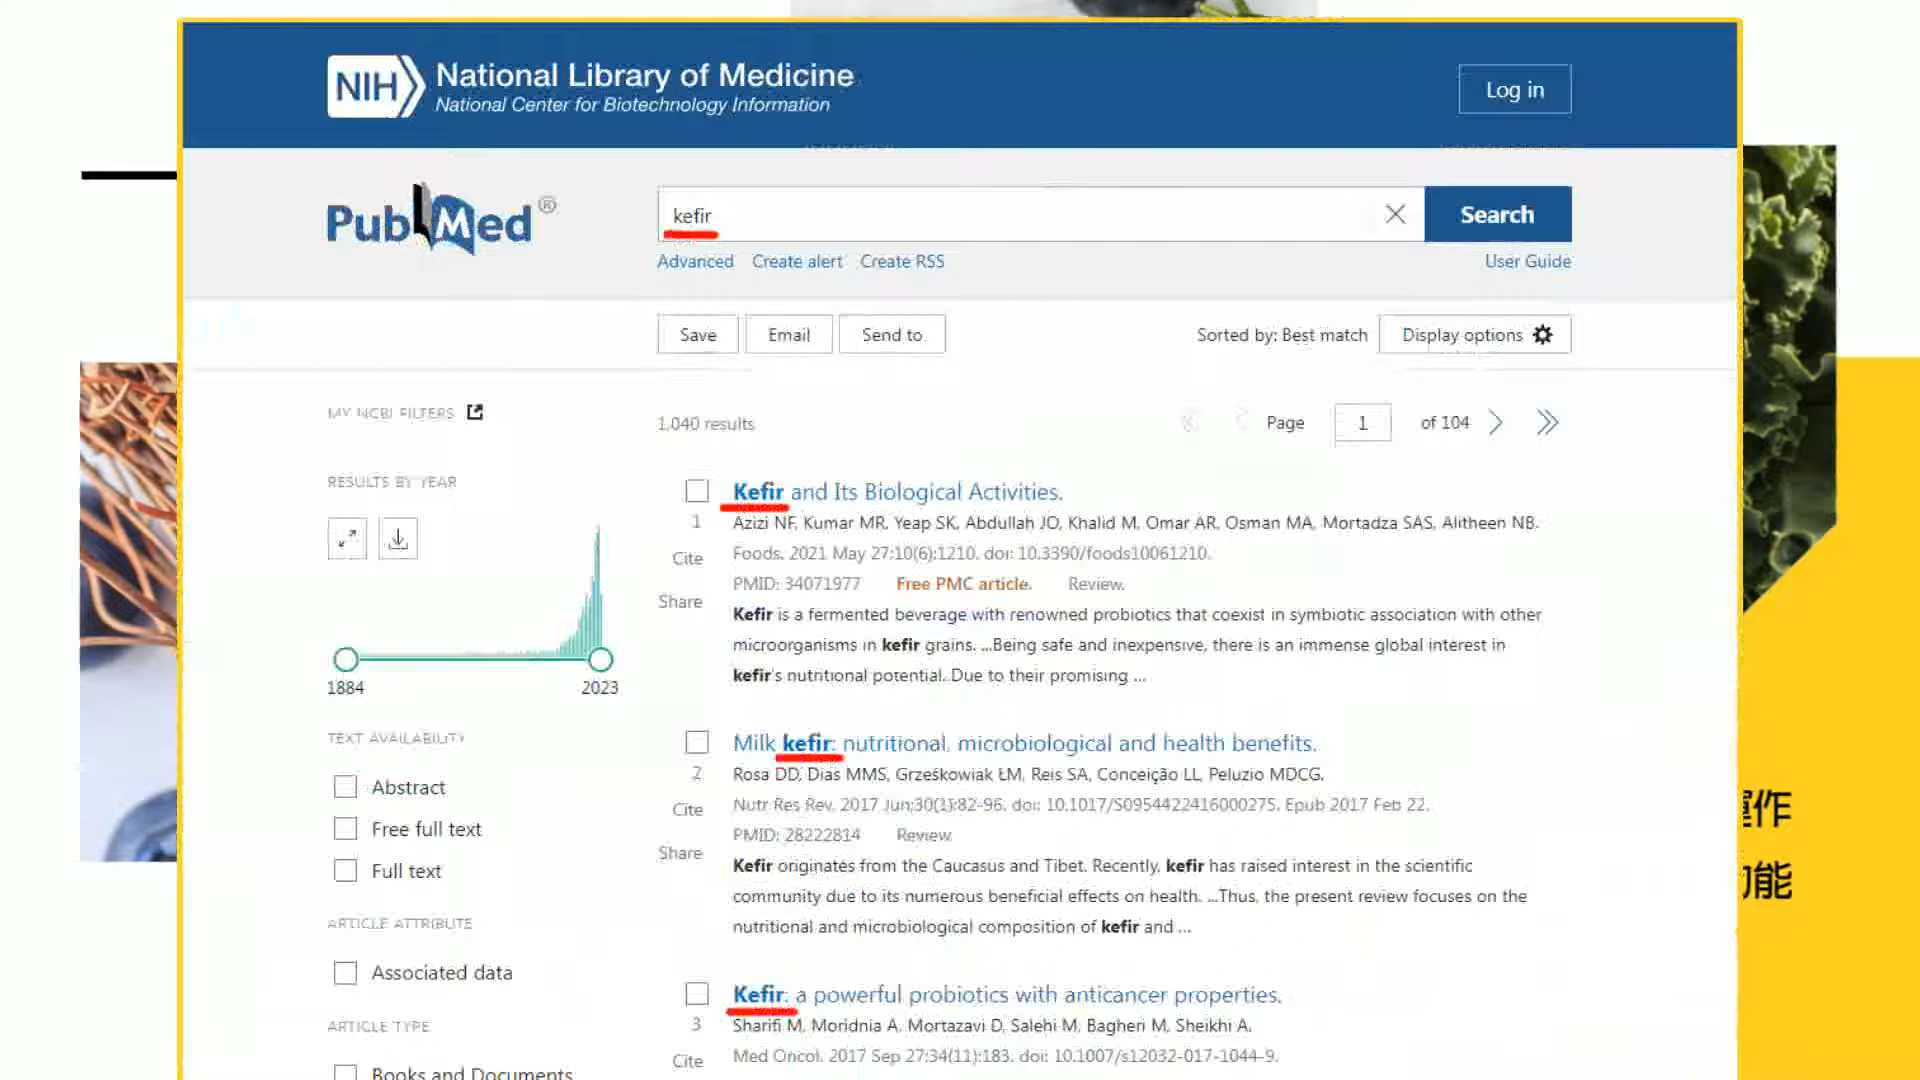 NIH National Library of Medicine
National Center for Biotechnology Information
Log in
PubMed®
kefir
Search
Advanced Create alert Create RSS
User Guide
Save Email Send to
Sorted by: Best match Display options
MY NCBI FILTERS
1,040 results
Page 1 of 104
RESULTS BY YEAR
1884 2023
TEXT AVAILABILITY
Abstract
Free full text
Full text
ARTICLE ATTRIBUTE
Associated data
ARTICLE TYPE
Books and Documents
Kefir and Its Biological Activities.
1
Azizi NF, Kumar MR, Yeap SK, Abdullah JO, Khalid M, Omar AR, Osman MA, Mortadza SAS, Alitheen NB.
Cite
Foods. 2021 May 27;10(6):1210. doi: 10.3390/foods10061210.
PMID: 34071977 Free PMC article. Review.
Share
Kefir is a fermented beverage with renowned probiotics that coexist in symbiotic association with other
microorganisms in kefir grains. ...Being safe and inexpensive, there is an immense global interest in
kefir's nutritional potential. Due to their promising ...
Milk kefir: nutritional, microbiological and health benefits.
2
Rosa DD, Dias MMS, Grześkowiak ŁM, Reis SA, Conceição LL, Peluzio MDCG.
Cite
Nutr Res Rev. 2017 Jun;30(1):82-96. doi: 10.1017/S0954422416000275. Epub 2017 Feb 22.
PMID: 28222814 Review.
Share
Kefir originates from the Caucasus and Tibet. Recently, kefir has raised interest in the scientific
community due to its numerous beneficial effects on health. ...Thus, the present review focuses on the
nutritional and microbiological composition of kefir and ...
Kefir: a powerful probiotics with anticancer properties.
3
Sharifi M, Moridnia A, Mortazavi D, Salehi M, Bagheri M, Sheikhi A.
Cite
Med Oncol. 2017 Sep 27;34(11):183. doi: 10.1007/s12032-017-1044-9.
作
能